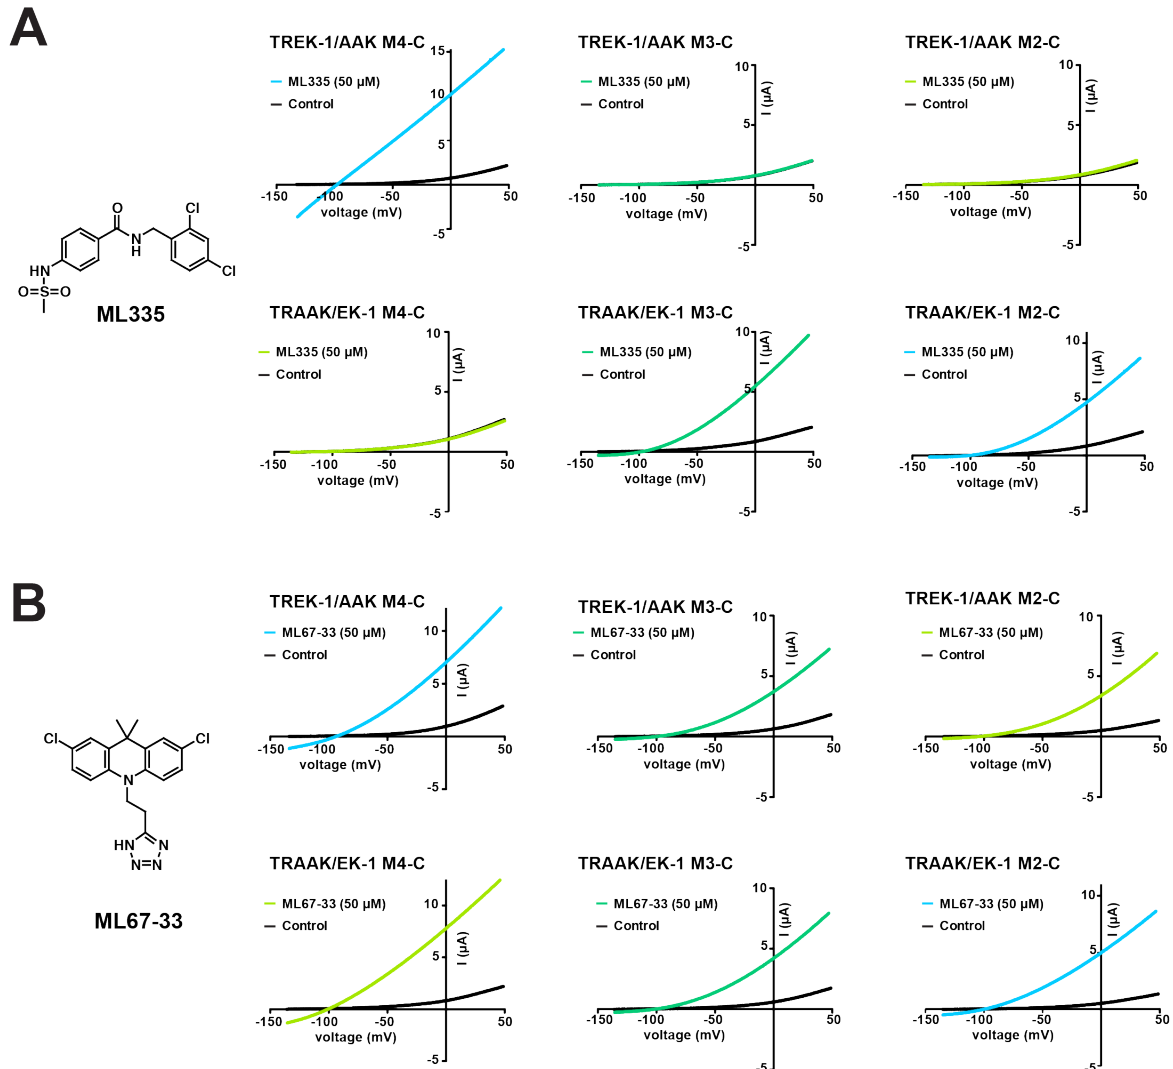 A
TREK-1/AAK M4-C
ML335 (50 µM)
Control
15
10
5
-150
-100
-50
50
voltage (mV)
-5
TREK-1/AAK M3-C
ML335 (50 µM)
Control
10
I (µA)
5
-150
-100
-50
50
voltage (mV)
-5
TREK-1/AAK M2-C
ML335 (50 µM)
Control
10
I (µA)
5
-150
-100
-50
50
voltage (mV)
-5
O
Cl
N
H
Cl
HN
O=S=O
ML335
TRAAK/EK-1 M4-C
ML335 (50 µM)
Control
10
I (µA)
5
-150
-100
-50
50
voltage (mV)
-5
TRAAK/EK-1 M3-C
ML335 (50 µM)
Control
10
I (µA)
5
-150
-100
-50
50
voltage (mV)
-5
TRAAK/EK-1 M2-C
ML335 (50 µM)
Control
10
I (µA)
5
-150
-100
-50
50
voltage (mV)
-5
B
TREK-1/AAK M4-C
ML67-33 (50 µM)
Control
10
I (µA)
5
-150
-100
-50
50
voltage (mV)
-5
TREK-1/AAK M3-C
ML67-33 (50 µM)
Control
10
I (µA)
5
-150
-100
-50
50
voltage (mV)
-5
TREK-1/AAK M2-C
ML67-33 (50 µM)
Control
10
I (µA)
5
-150
-100
-50
50
voltage (mV)
-5
Cl
Cl
N
HN
N
N=N
ML67-33
TRAAK/EK-1 M4-C
ML67-33 (50 µM)
Control
10
I (µA)
5
-150
-100
-50
50
voltage (mV)
-5
TRAAK/EK-1 M3-C
ML67-33 (50 µM)
Control
10
I (µA)
5
-150
-100
-50
50
voltage (mV)
-5
TRAAK/EK-1 M2-C
ML67-33 (50 µM)
Control
10
I (µA)
5
-150
-100
-50
50
voltage (mV)
-5